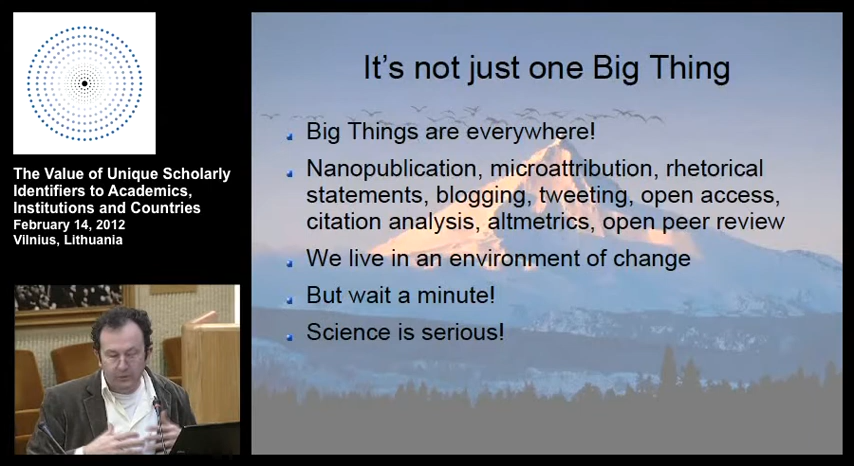 The Value of Unique Scholarly
Identifiers to Academics,
Institutions and Countries
February 14, 2012
Vilnius, Lithuania
It's not just one Big Thing
Big Things are everywhere!
Nanopublication, microattribution, rhetorical
statements, blogging, tweeting, open access,
citation analysis, altmetrics, open peer review
We live in an environment of change
But wait a minute!
Science is serious!